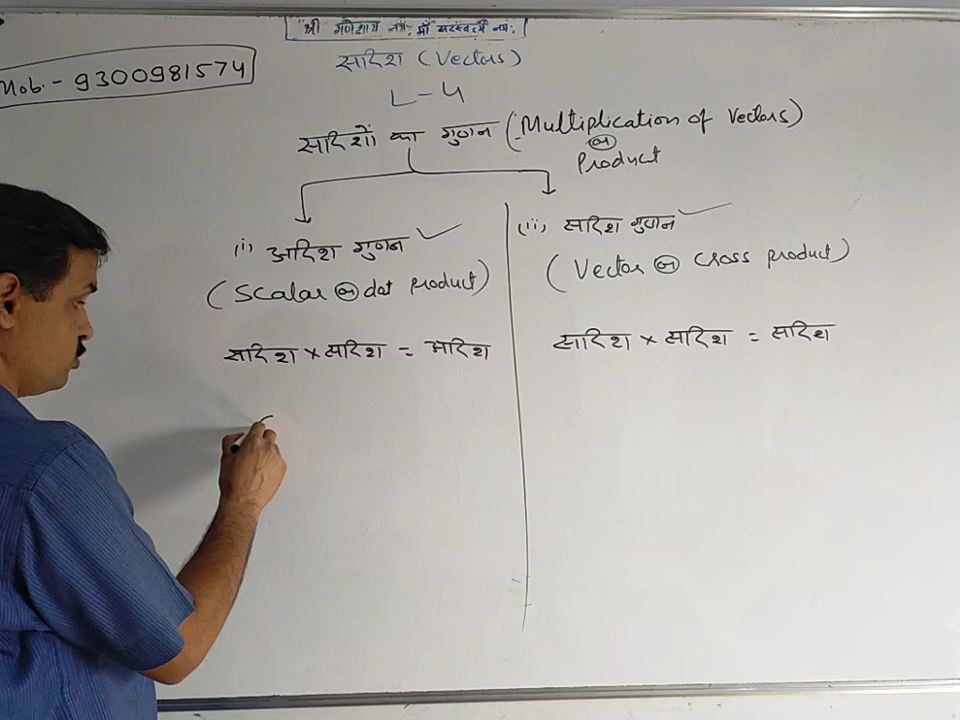 "श्री गणेशाय नमः, माँ सरस्वत्यै नमः,
Mob.- 9300981574
सदिश (Vectors)
L-4
सदिशों का गुणन (Multiplication of Vectors)
or
Product
(i) अदिश गुणन
(Scalar or dot product)
सदिश × सदिश = अदिश
(ii) सदिश गुणन
(Vector or cross product)
सदिश × सदिश = सदिश